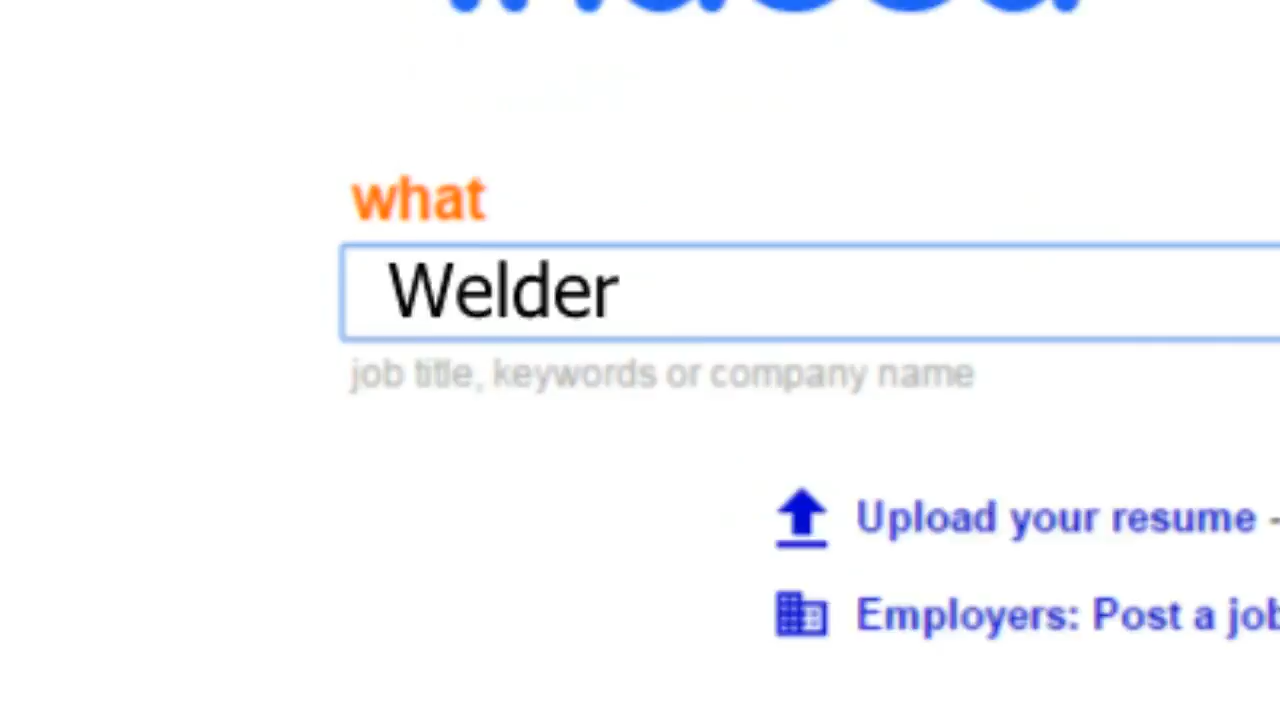 what
Welder
job title, keywords or company name
Upload your resume -
Employers: Post a job